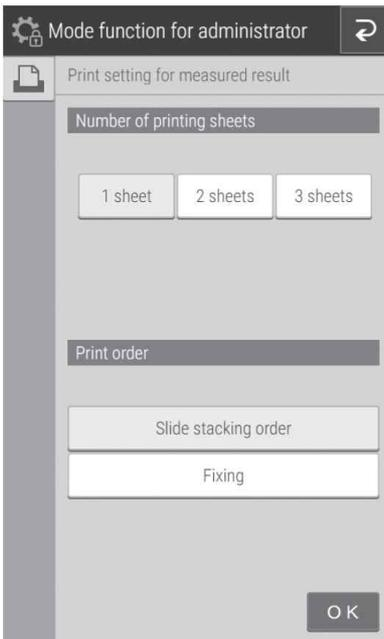 Mode function for administrator
Print setting for measured result
Number of printing sheets
1 sheet 2 sheets 3 sheets
Print order
Slide stacking order
Fixing
OK